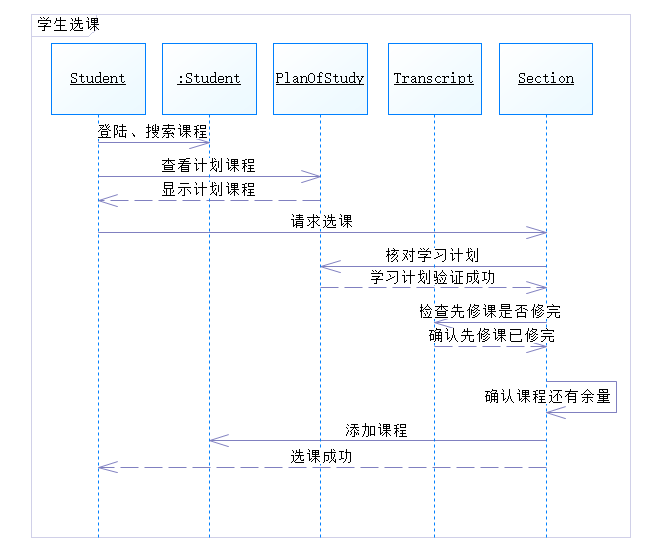 学生选课
Student
:Student
PlanOfStudy
Transcript
Section
登陆、搜索课程
查看计划课程
显示计划课程
请求选课
核对学习计划
学习计划验证成功
检查先修课是否修完
确认先修课已修完
确认课程还有余量
添加课程
选课成功